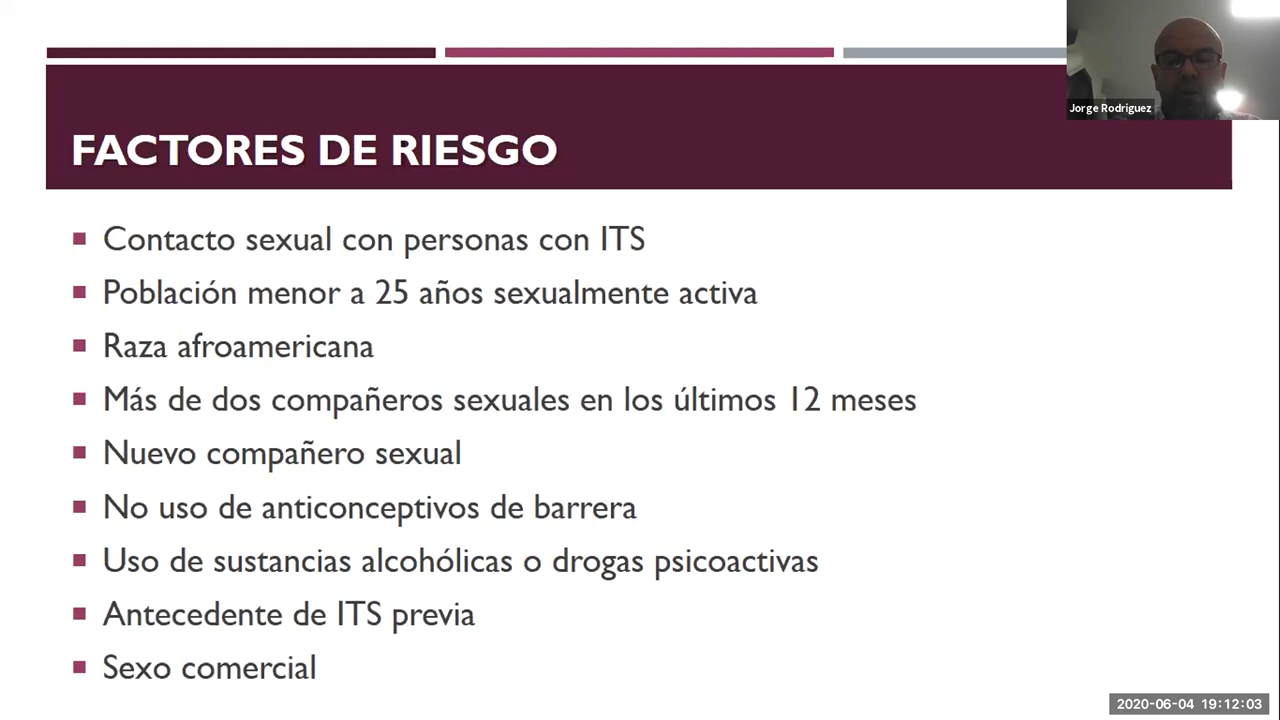 Jorge Rodríguez
FACTORES DE RIESGO
Contacto sexual con personas con ITS
Población menor a 25 años sexualmente activa
Raza afroamericana
Más de dos compañeros sexuales en los últimos 12 meses
Nuevo compañero sexual
No uso de anticonceptivos de barrera
Uso de sustancias alcohólicas o drogas psicoactivas
Antecedente de ITS previa
Sexo comercial
2020-06-04 19:12:03